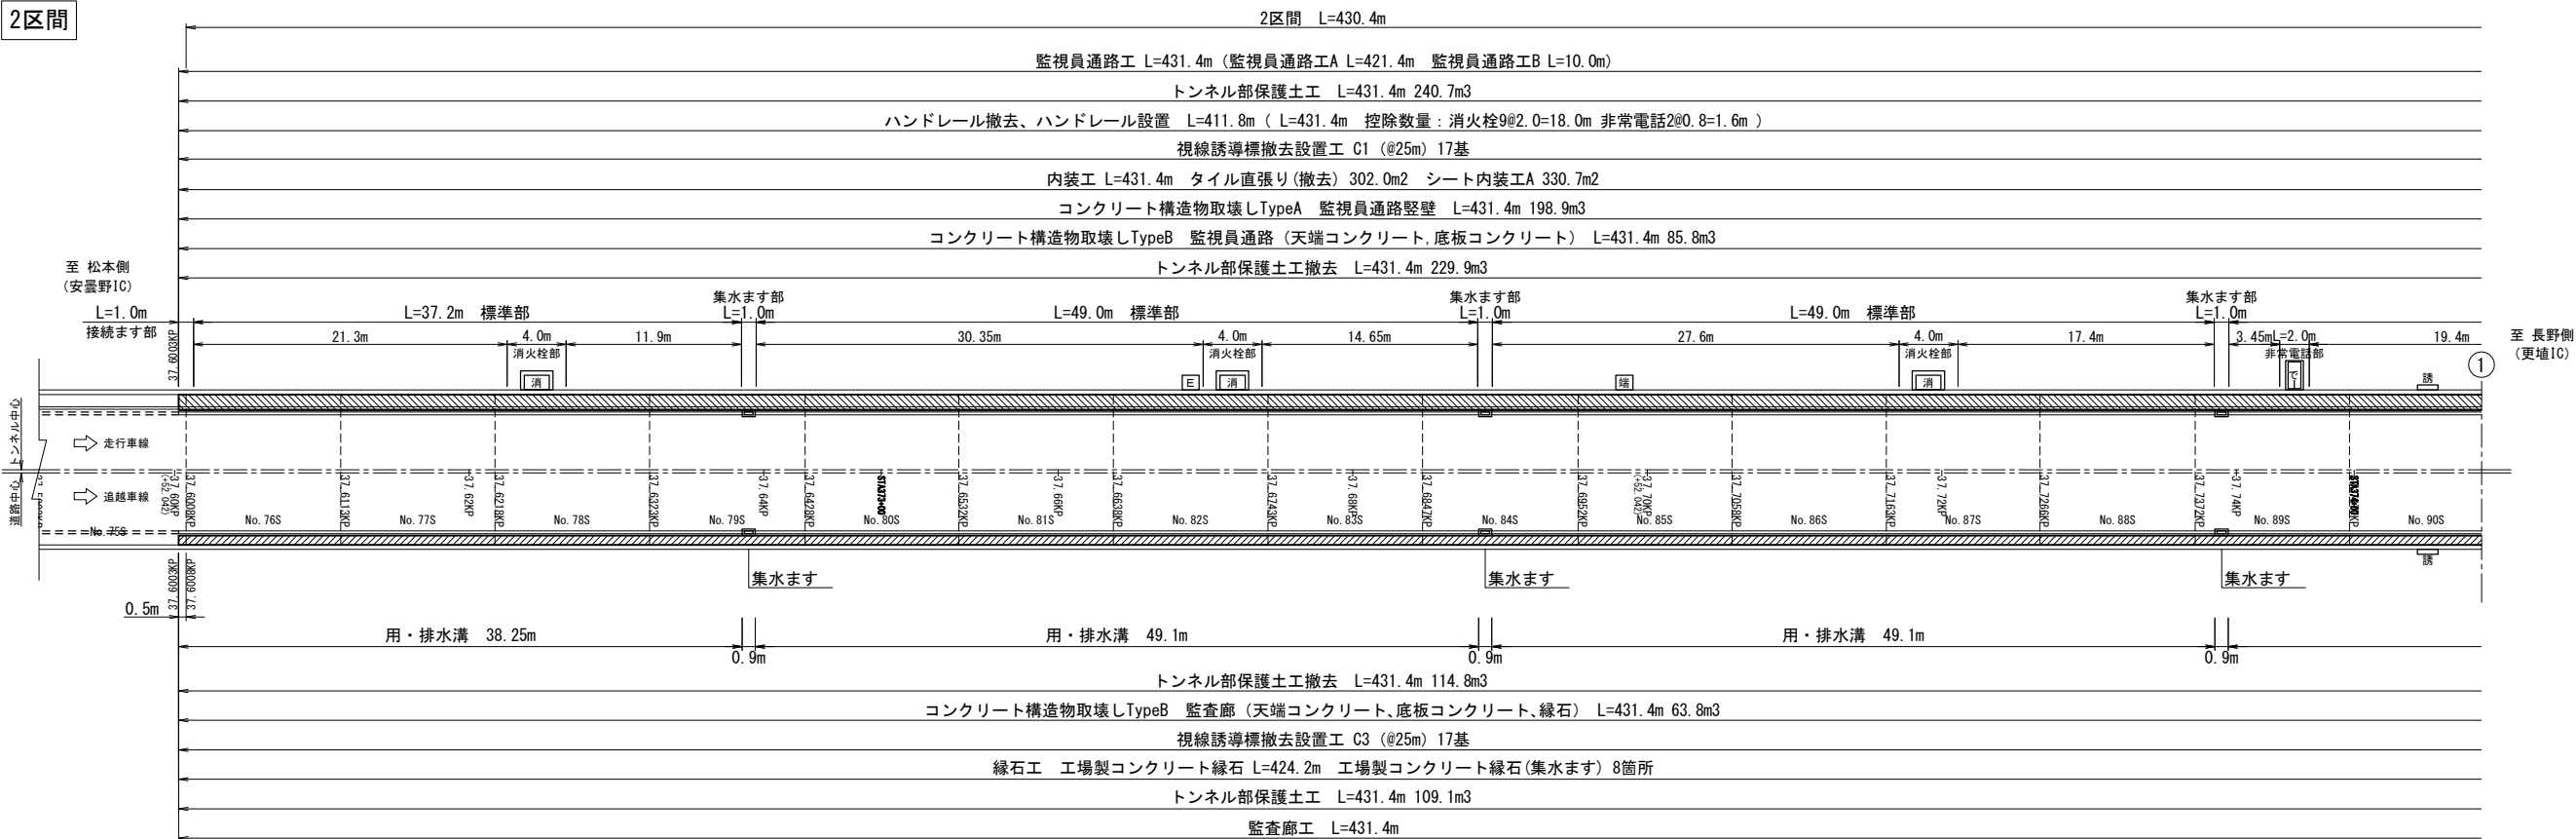 2区間
2区間 L=430.4m
監視員通路工 L=431.4m（監視員通路工A L=421.4m 監視員通路工B L=10.0m）
トンネル部保護土工 L=431.4m 240.7m3
ハンドレール撤去、ハンドレール設置 L=411.8m（ L=431.4m 控除数量：消火栓9@2.0=18.0m 非常電話2@0.8=1.6m ）
視線誘導標撤去設置工 C1 (@25m) 17基
内装工 L=431.4m タイル直張り(撤去) 302.0m2 シート内装工A 330.7m2
コンクリート構造物取壊しTypeA 監視員通路竪壁 L=431.4m 198.9m3
コンクリート構造物取壊しTypeB 監視員通路（天端コンクリート,底板コンクリート） L=431.4m 85.8m3
トンネル部保護土工撤去 L=431.4m 229.9m3
至 松本側
（安曇野IC）
集水ます部 集水ます部 集水ます部
L=1.0m L=37.2m 標準部 L=1.0m L=49.0m 標準部 L=1.0m L=49.0m 標準部 L=1.0m
接続ます部
21.3m 4.0m 11.9m 30.35m 4.0m 14.65m 27.6m 4.0m 17.4m 3.45m L=2.0m 19.4m
消火栓部 消火栓部 消火栓部 非常電話部
至 長野側
（更埴IC）
37.6003KP
消 E 消 端 消 で 誘 ①
トンネル中心
道路中心
走行車線
追越車線
37.60KP
(+52.042)
37.6008KP 37.6113KP 37.62KP 37.6218KP 37.6323KP 37.64KP 37.6428KP STA373+00 37.6532KP 37.66KP 37.6638KP 37.6743KP 37.68KP 37.6847KP 37.6952KP 37.70KP
(+52.042)
37.7058KP 37.7163KP 37.72KP 37.7266KP 37.7372KP 37.74KP STA374+00
No.75S No.76S No.77S No.78S No.79S No.80S No.81S No.82S No.83S No.84S No.85S No.86S No.87S No.88S No.89S No.90S
誘
37.6003KP 37.6008KP
集水ます 集水ます 集水ます
0.5m
用・排水溝 38.25m 用・排水溝 49.1m 用・排水溝 49.1m
0.9m 0.9m 0.9m
トンネル部保護土工撤去 L=431.4m 114.8m3
コンクリート構造物取壊しTypeB 監査廊（天端コンクリート、底板コンクリート、縁石） L=431.4m 63.8m3
視線誘導標撤去設置工 C3 (@25m) 17基
縁石工 工場製コンクリート縁石 L=424.2m 工場製コンクリート縁石(集水ます) 8箇所
トンネル部保護土工 L=431.4m 109.1m3
監査廊工 L=431.4m